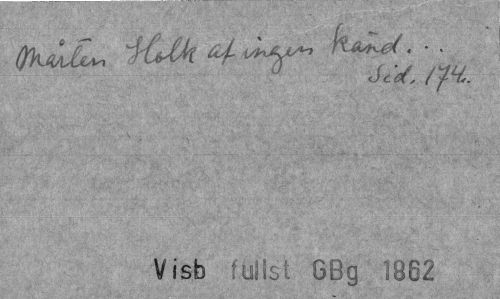 Mårten Holk af ingen känd...
Sid. 174.
Visb fullst GBg 1862